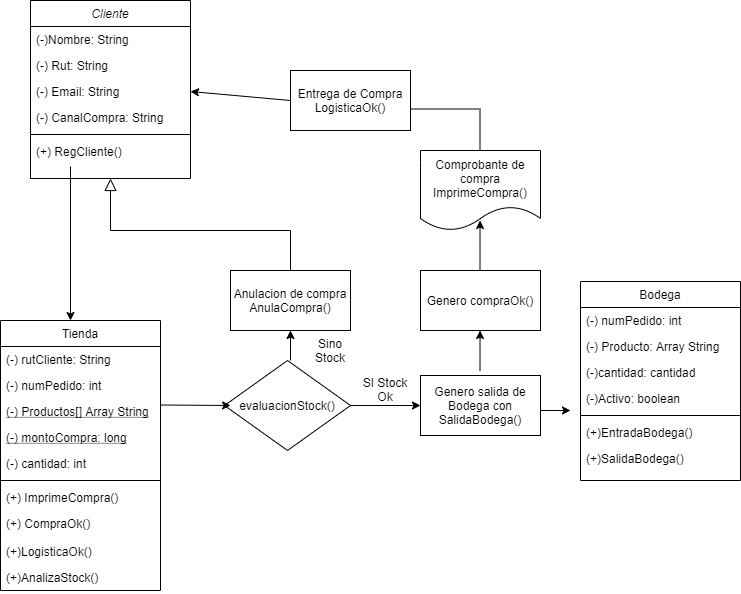 Cliente
(-)Nombre: String
(-) Rut: String
(-) Email: String
(-) CanalCompra: String
(+) RegCliente()
Entrega de Compra
LogisticaOk()
Comprobante de
compra
ImprimeCompra()
Anulacion de compra
AnulaCompra()
Genero compraOk()
Bodega
(-) numPedido: int
(-) Producto: Array String
(-)cantidad: cantidad
(-)Activo: boolean
(+)EntradaBodega()
(+)SalidaBodega()
Tienda
(-) rutCliente: String
(-) numPedido: int
(-) Productos[] Array String
(-) montoCompra: long
(-) cantidad: int
(+) ImprimeCompra()
(+) CompraOk()
(+)LogisticaOk()
(+)AnalizaStock()
Sino
Stock
evaluacionStock()
SI Stock
Ok
Genero salida de
Bodega con
SalidaBodega()